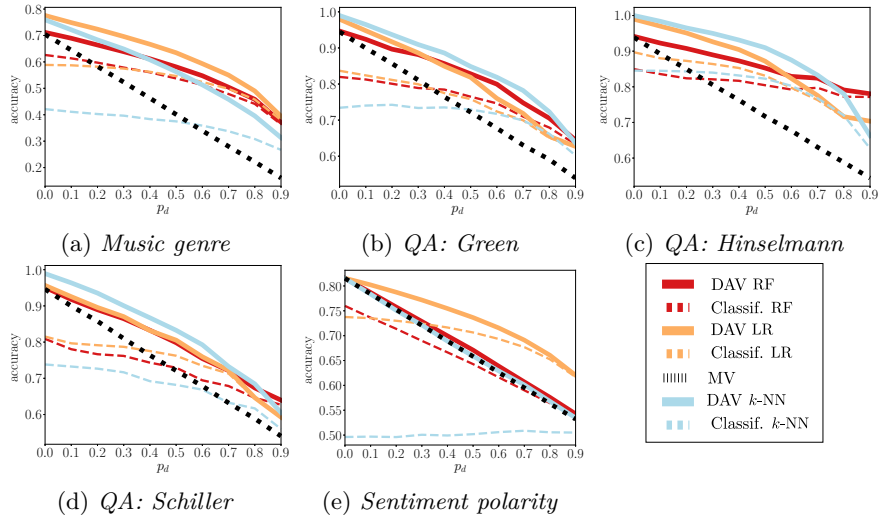 0.8
0.7
0.6
0.5
0.4
0.3
0.2
accuracy
0.0 0.1 0.2 0.3 0.4 0.5 0.6 0.7 0.8 0.9
p_d
(a) Music genre
1.0
0.9
0.8
0.7
0.6
accuracy
0.0 0.1 0.2 0.3 0.4 0.5 0.6 0.7 0.8 0.9
p_d
(b) QA: Green
1.0
0.9
0.8
0.7
0.6
accuracy
0.0 0.1 0.2 0.3 0.4 0.5 0.6 0.7 0.8 0.9
p_d
(c) QA: Hinselmann
1.0
0.9
0.8
0.7
0.6
accuracy
0.0 0.1 0.2 0.3 0.4 0.5 0.6 0.7 0.8 0.9
p_d
(d) QA: Schiller
0.80
0.75
0.70
0.65
0.60
0.55
0.50
accuracy
0.0 0.1 0.2 0.3 0.4 0.5 0.6 0.7 0.8 0.9
p_d
(e) Sentiment polarity
DAV RF
Classif. RF
DAV LR
Classif. LR
MV
DAV k-NN
Classif. k-NN